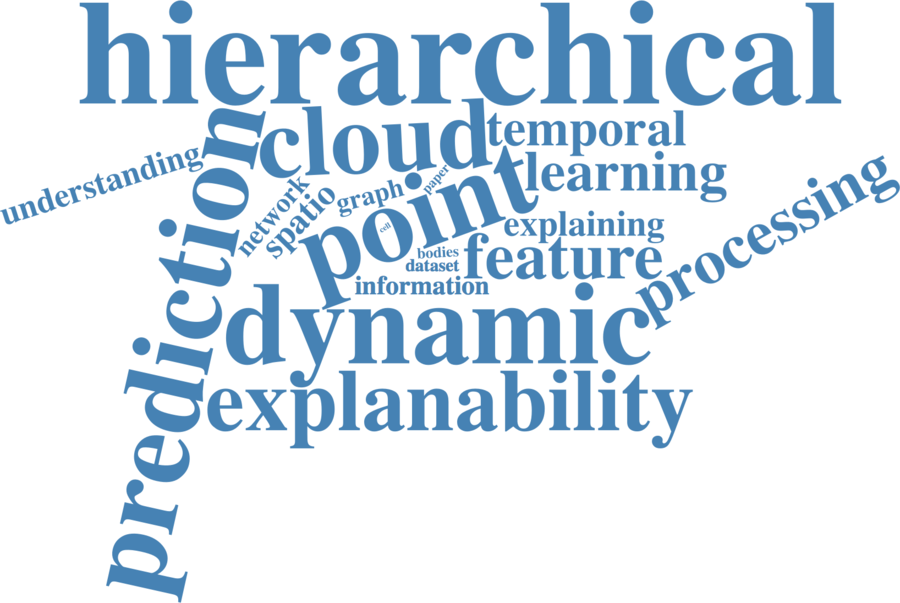 hierarchical
cloud
temporal
learning
understanding
prediction
network
spatio
graph
paper
point
cell
explaining
processing
bodies
feature
dataset
information
dynamic
explanability